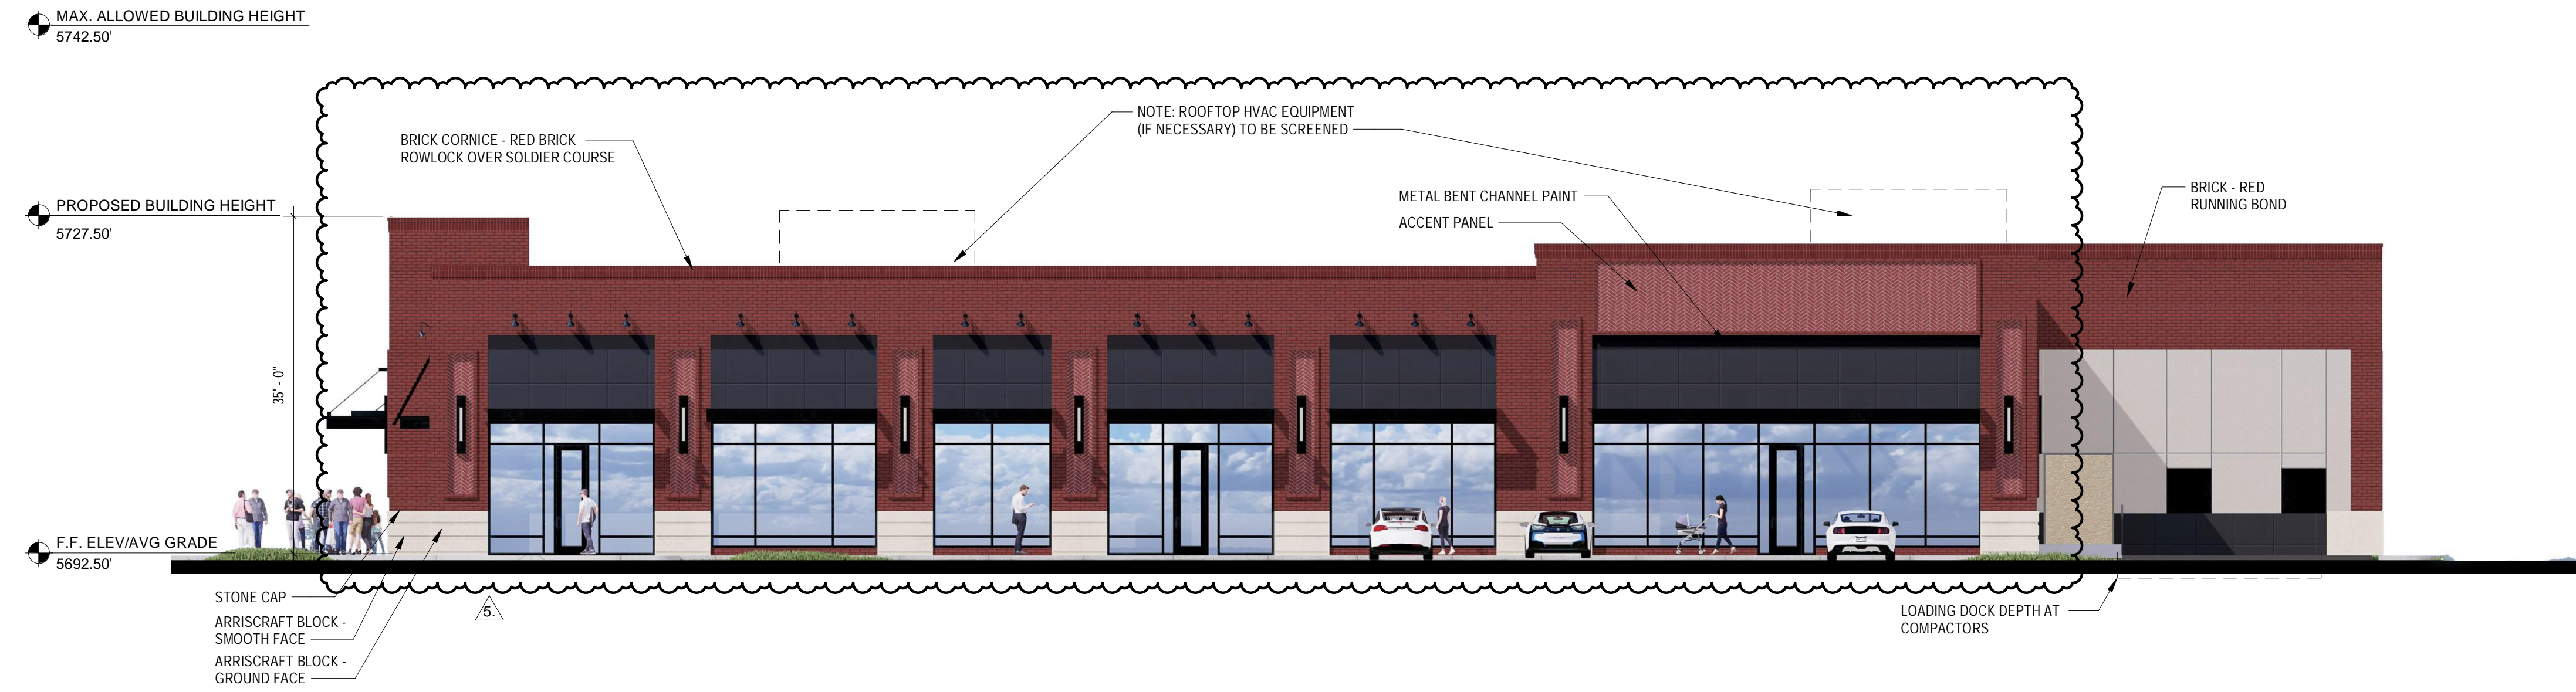 MAX. ALLOWED BUILDING HEIGHT
5742.50'
NOTE: ROOFTOP HVAC EQUIPMENT
(IF NECESSARY) TO BE SCREENED
BRICK CORNICE - RED BRICK
ROWLOCK OVER SOLDIER COURSE
METAL BENT CHANNEL PAINT
ACCENT PANEL
BRICK - RED
RUNNING BOND
PROPOSED BUILDING HEIGHT
5727.50'
35' - 0"
F.F. ELEV/AVG GRADE
5692.50'
STONE CAP
ARRISCRAFT BLOCK -
SMOOTH FACE
ARRISCRAFT BLOCK -
GROUND FACE
5.
LOADING DOCK DEPTH AT
COMPACTORS